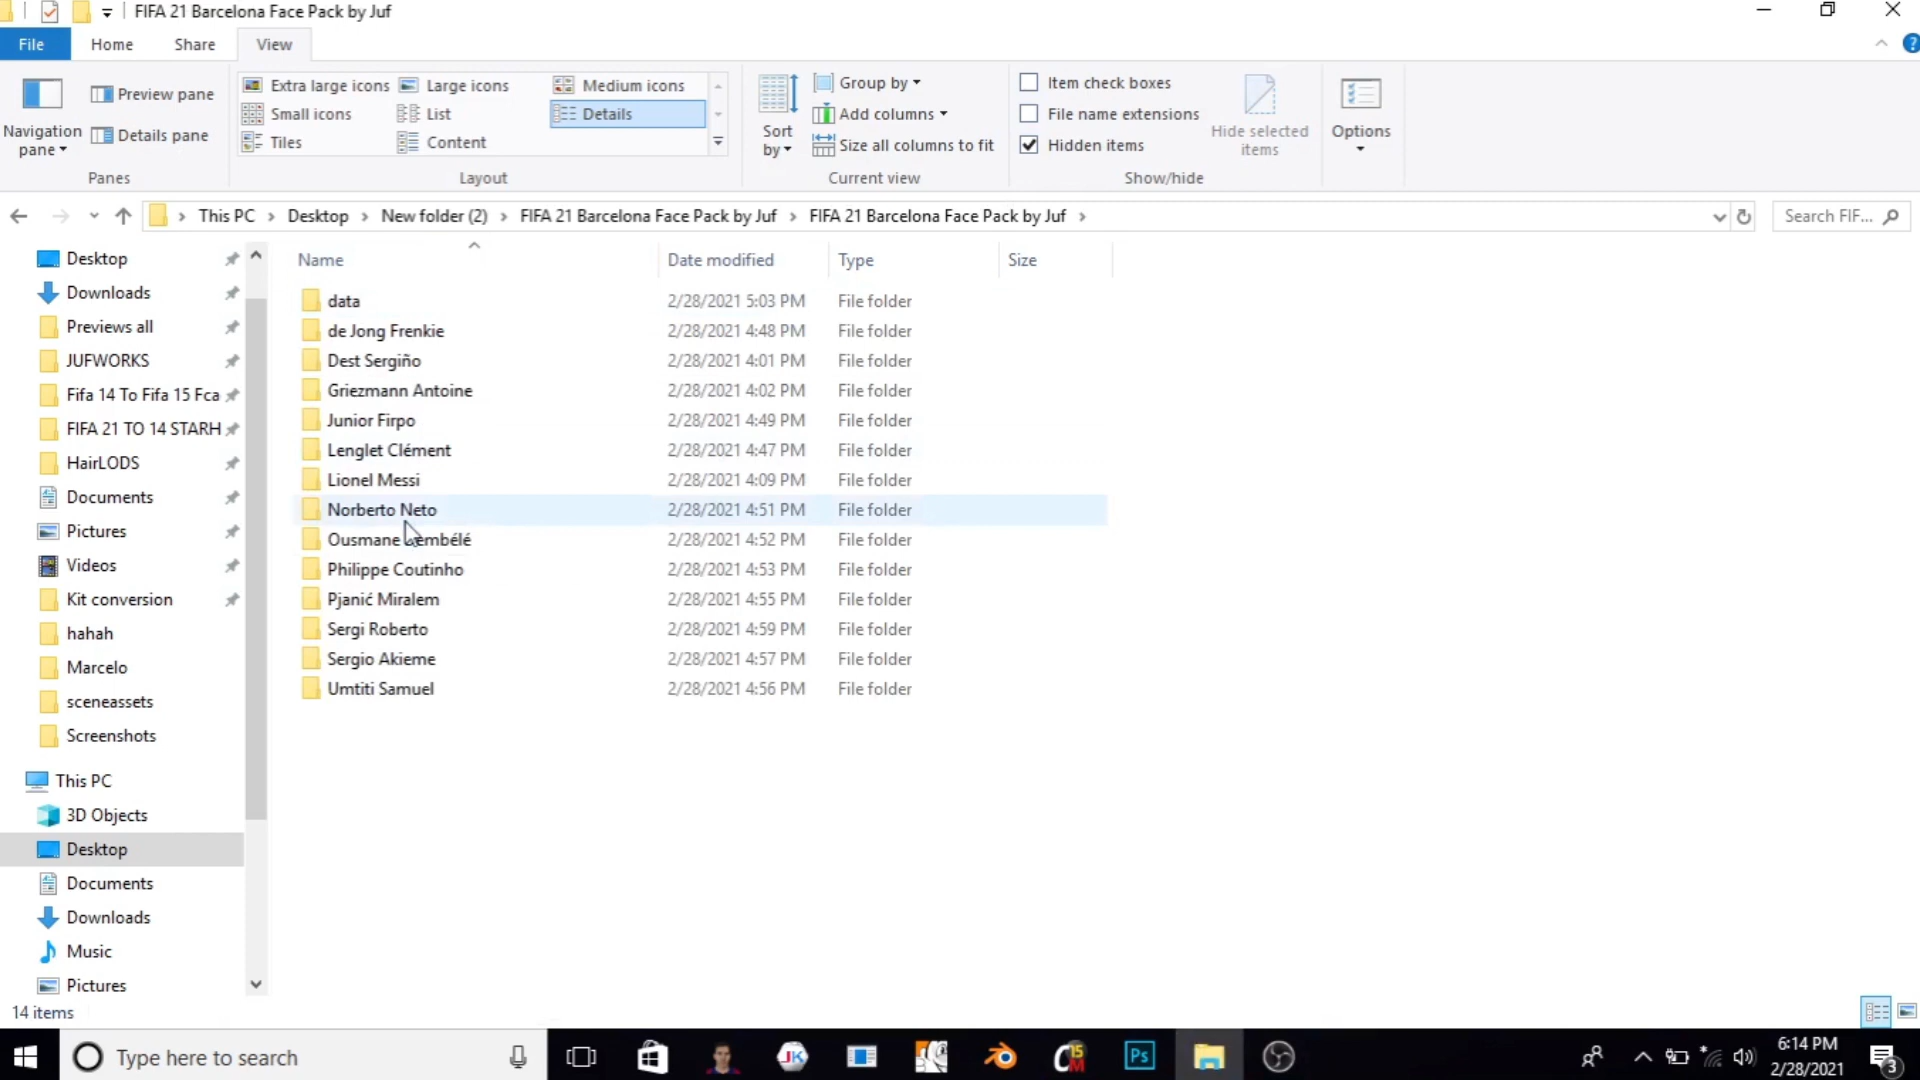 FIFA 21 Barcelona Face Pack by Juf
File Home Share View
Navigation pane
Preview pane
Details pane
Panes
Extra large icons Large icons Medium icons
Small icons List Details
Tiles Content
Layout
Sort by
Group by
Add columns
Size all columns to fit
Current view
Item check boxes
File name extensions
Hidden items
Hide selected items
Show/hide
Options
This PC Desktop New folder (2) FIFA 21 Barcelona Face Pack by Juf FIFA 21 Barcelona Face Pack by Juf
Search FIF...
Desktop
Downloads
Previews all
JUFWORKS
Fifa 14 To Fifa 15 Fca
FIFA 21 TO 14 STARH
HairLODS
Documents
Pictures
Videos
Kit conversion
hahah
Marcelo
sceneassets
Screenshots
This PC
3D Objects
Desktop
Documents
Downloads
Music
Pictures
Name Date modified Type Size
data 2/28/2021 5:03 PM File folder
de Jong Frenkie 2/28/2021 4:48 PM File folder
Dest Sergiño 2/28/2021 4:01 PM File folder
Griezmann Antoine 2/28/2021 4:02 PM File folder
Junior Firpo 2/28/2021 4:49 PM File folder
Lenglet Clément 2/28/2021 4:47 PM File folder
Lionel Messi 2/28/2021 4:09 PM File folder
Norberto Neto 2/28/2021 4:51 PM File folder
Ousmane Dembélé 2/28/2021 4:52 PM File folder
Philippe Coutinho 2/28/2021 4:53 PM File folder
Pjanić Miralem 2/28/2021 4:55 PM File folder
Sergi Roberto 2/28/2021 4:59 PM File folder
Sergio Akieme 2/28/2021 4:57 PM File folder
Umtiti Samuel 2/28/2021 4:56 PM File folder
14 items
Type here to search
JK
15
M
Ps
6:14 PM
2/28/2021
3